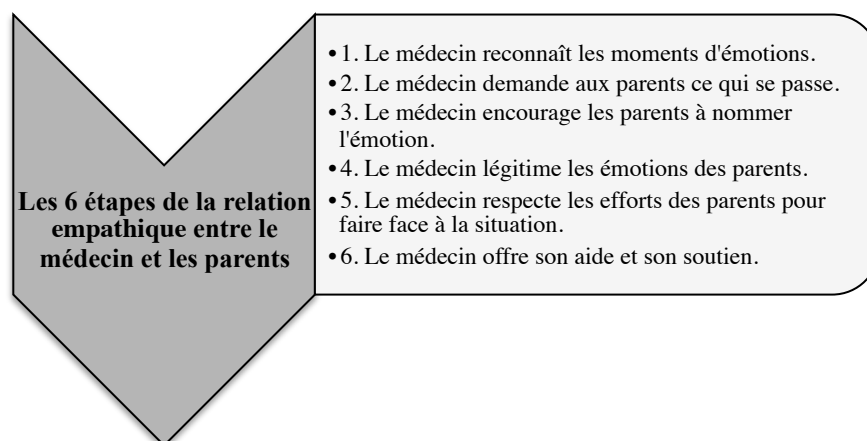 Les 6 étapes de la relation
empathique entre le
médecin et les parents
•1. Le médecin reconnaît les moments d'émotions.
•2. Le médecin demande aux parents ce qui se passe.
•3. Le médecin encourage les parents à nommer
l'émotion.
•4. Le médecin légitime les émotions des parents.
•5. Le médecin respecte les efforts des parents pour
faire face à la situation.
•6. Le médecin offre son aide et son soutien.